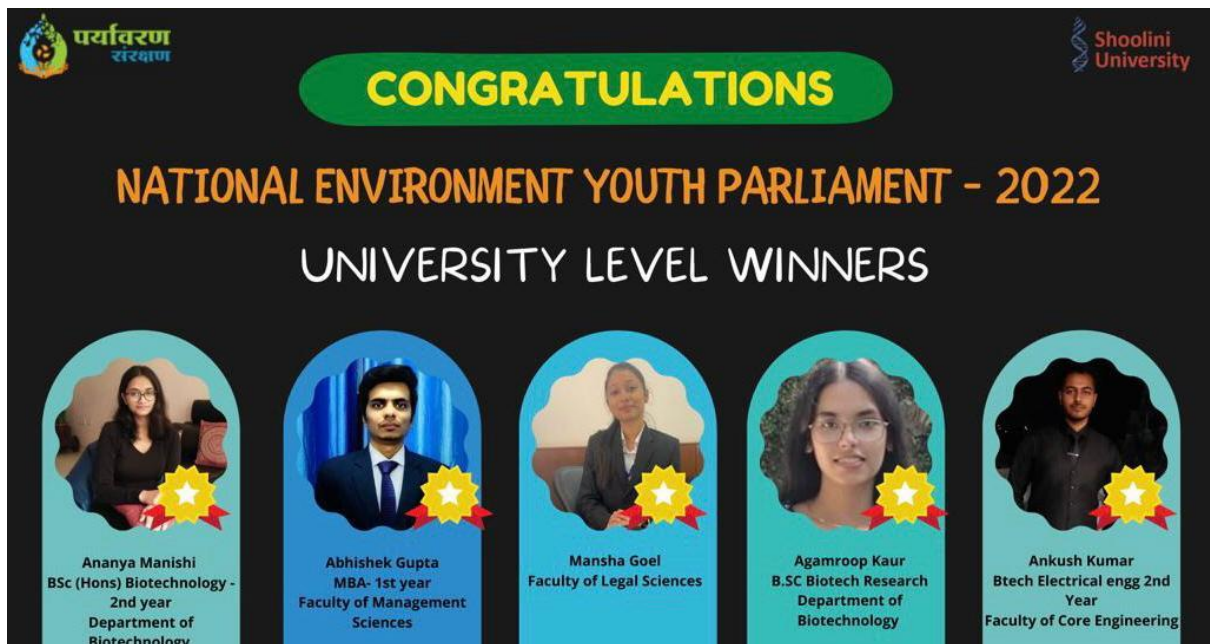 पर्यावरण
संरक्षण
Shoolini
University
CONGRATULATIONS
NATIONAL ENVIRONMENT YOUTH PARLIAMENT - 2022
UNIVERSITY LEVEL WINNERS
Ananya Manishi
BSc (Hons) Biotechnology -
2nd year
Department of
Biotechnology
Abhishek Gupta
MBA- 1st year
Faculty of Management
Sciences
Mansha Goel
Faculty of Legal Sciences
Agamroop Kaur
B.SC Biotech Research
Department of
Biotechnology
Ankush Kumar
Btech Electrical engg 2nd
Year
Faculty of Core Engineering